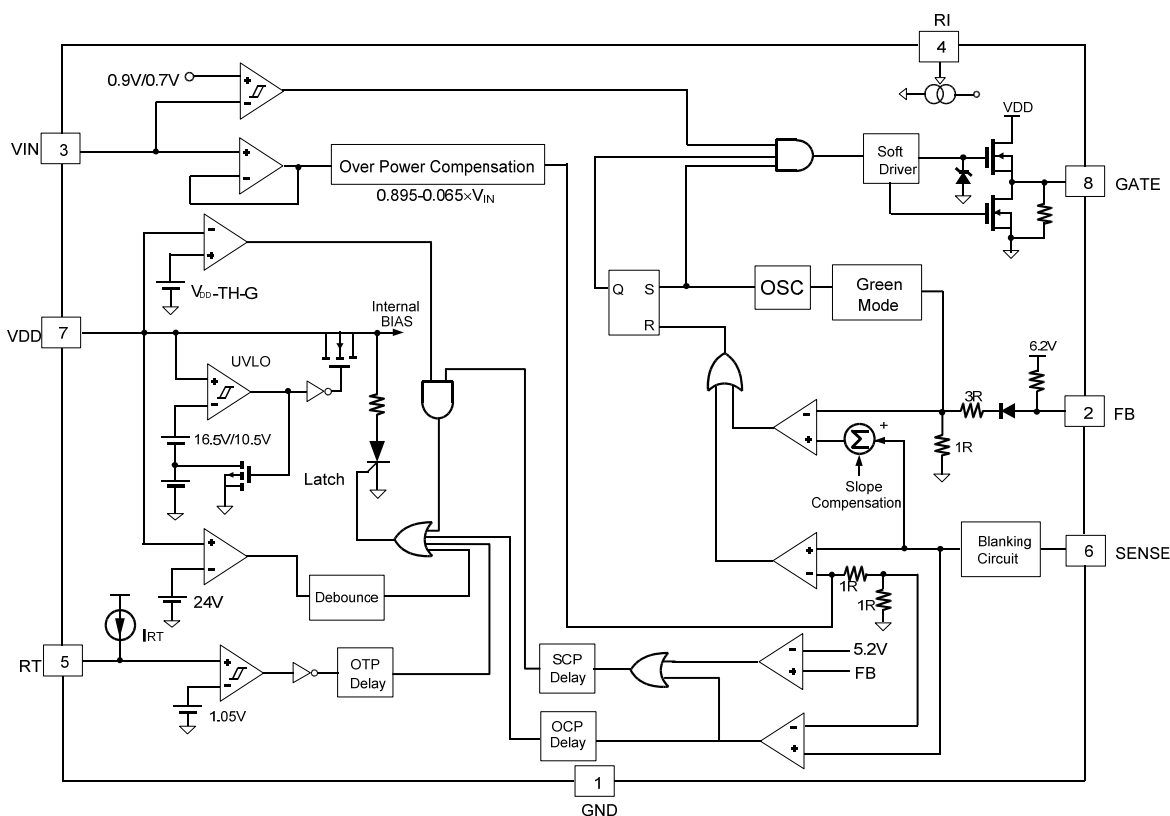 RI
4
0.9V/0.7V
+
-
VDD
VIN
3
+
-
Over Power Compensation
0.895-0.065×VIN
Soft
Driver
8
GATE
-
+
VDD-TH-G
Q
S
R
OSC
Green
Mode
VDD
7
Internal
BIAS
UVLO
+
-
16.5V/10.5V
Latch
6.2V
3R
2
FB
-
+
Σ
+
1R
Slope
Compensation
+
-
24V
Debounce
+
-
1R
1R
Blanking
Circuit
6
SENSE
IRT
RT
5
+
-
1.05V
OTP
Delay
SCP
Delay
-
+
5.2V
FB
OCP
Delay
-
+
1
GND